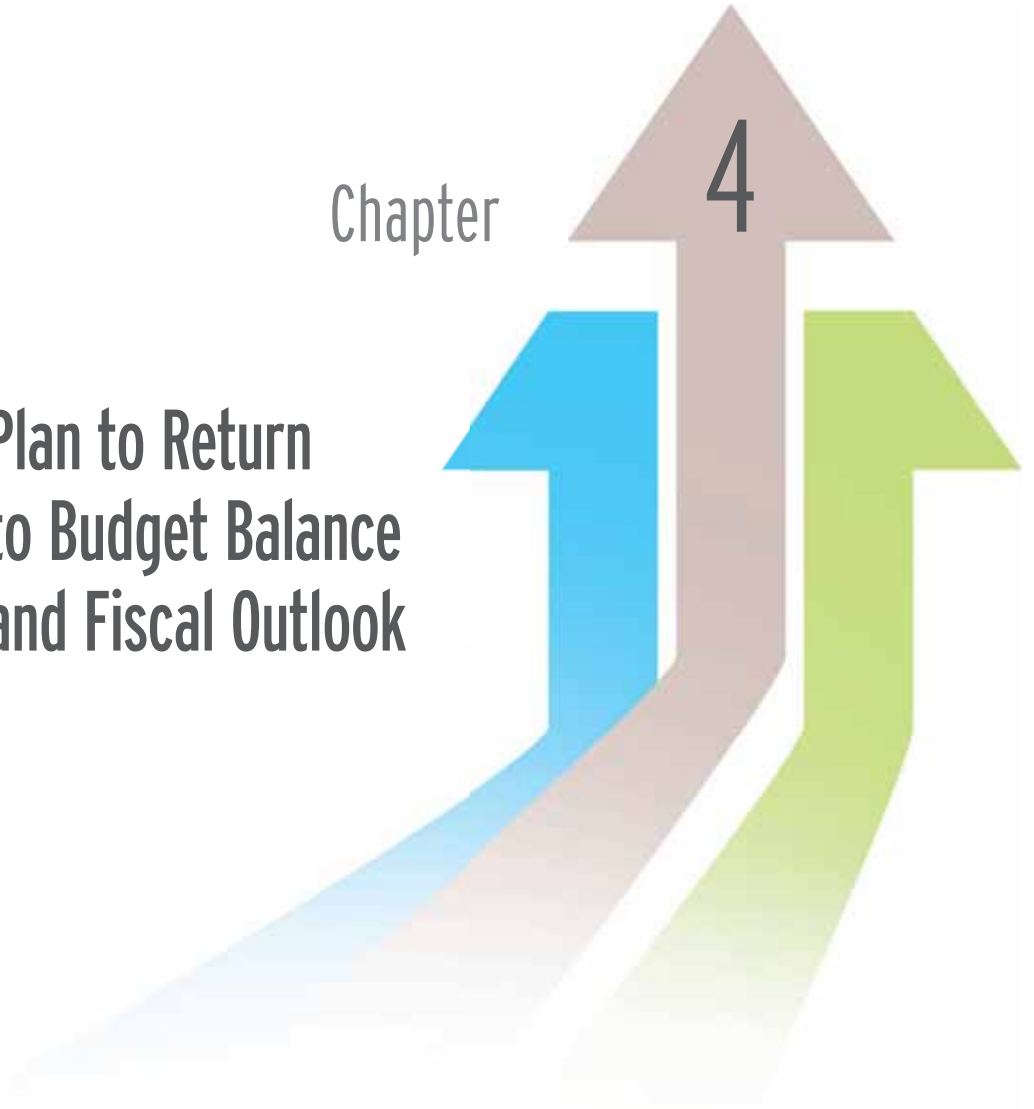 Chapter 4
Plan to Return
to Budget Balance
and Fiscal Outlook